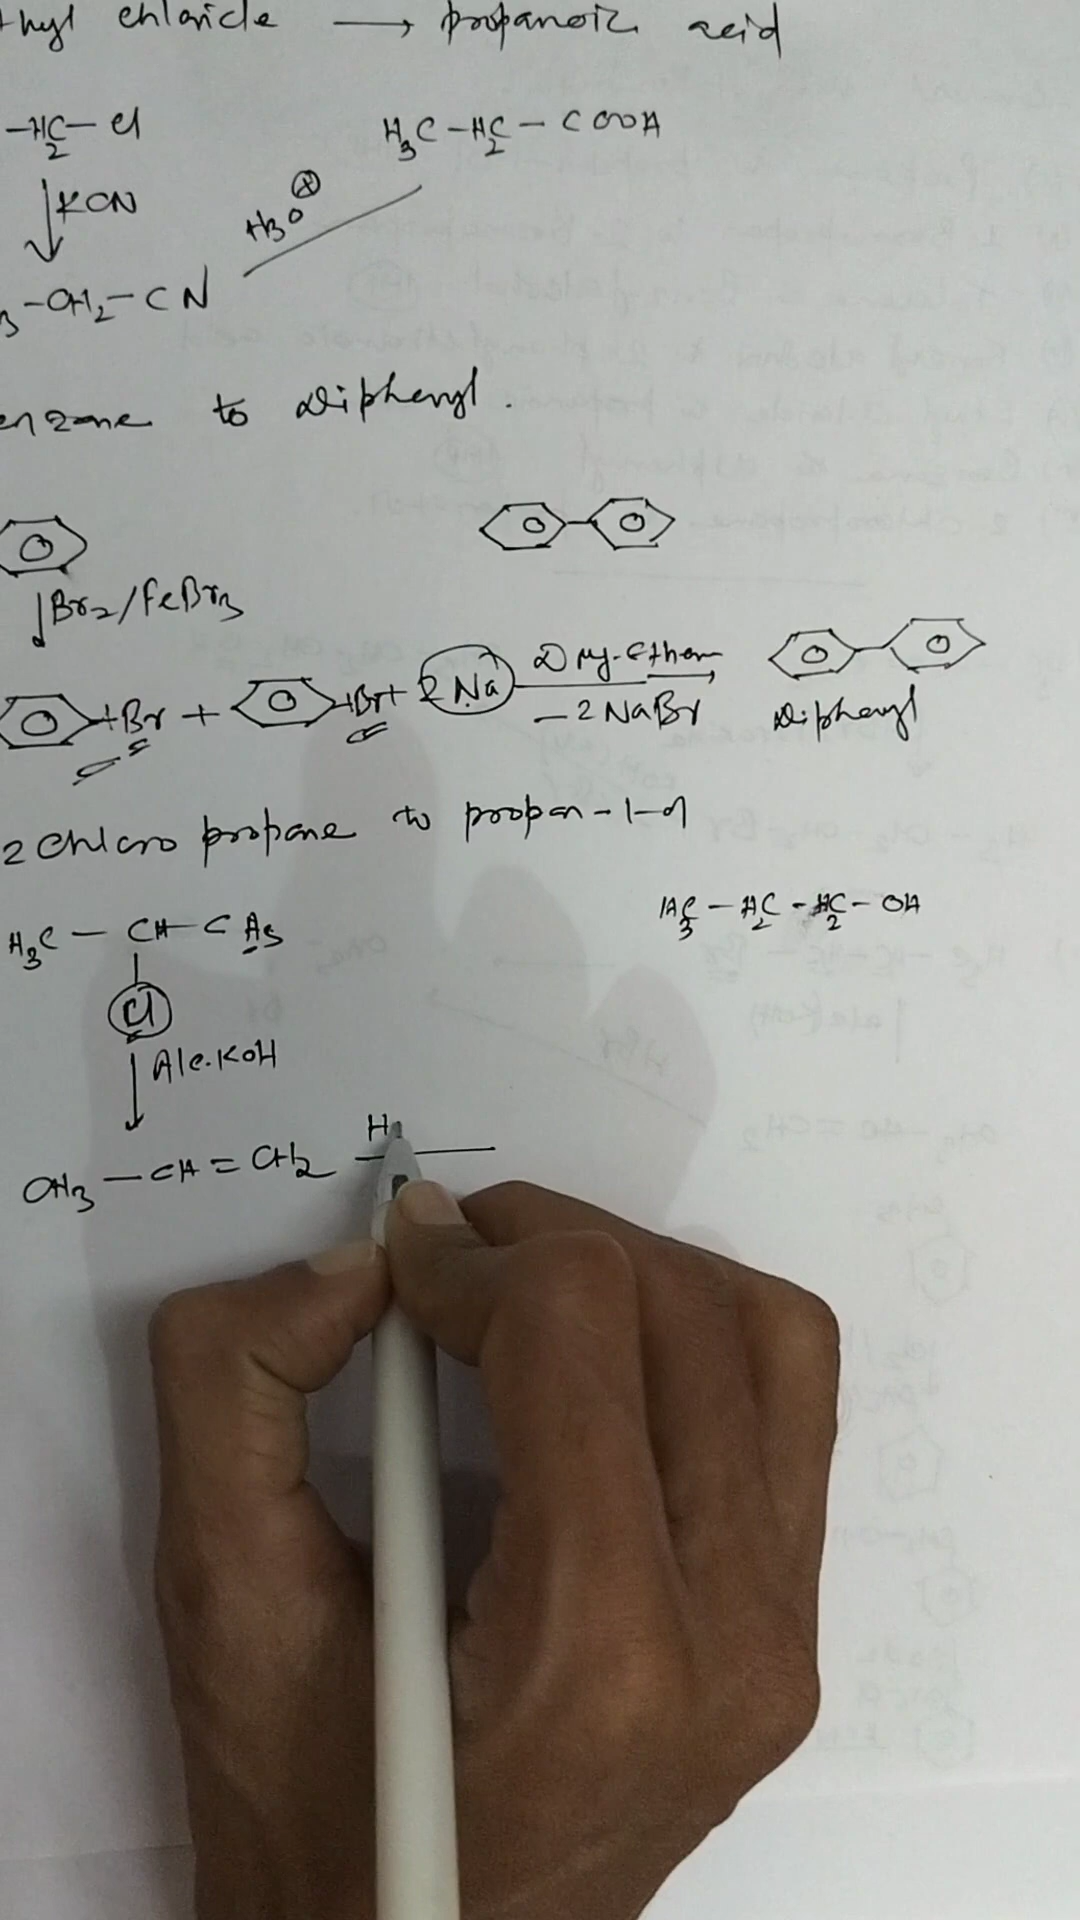 thyl chloride → propanoic acid
–H₂C–Cl H₃C–H₂C–COOH
↓KCN H₃O⊕
₃–CH₂–CN
enzene to Diphenyl.
↓Br₂/FeBr₃
+Br + +Br+ 2Na Dry.Ether → –2NaBr Diphenyl
2 Chloro propane to propan-1-ol
H₃C – CH – CH₃ H₃C – H₂C – H₂C – OH
Cl
↓Alc.KOH
CH₃ – CH = CH₂ H